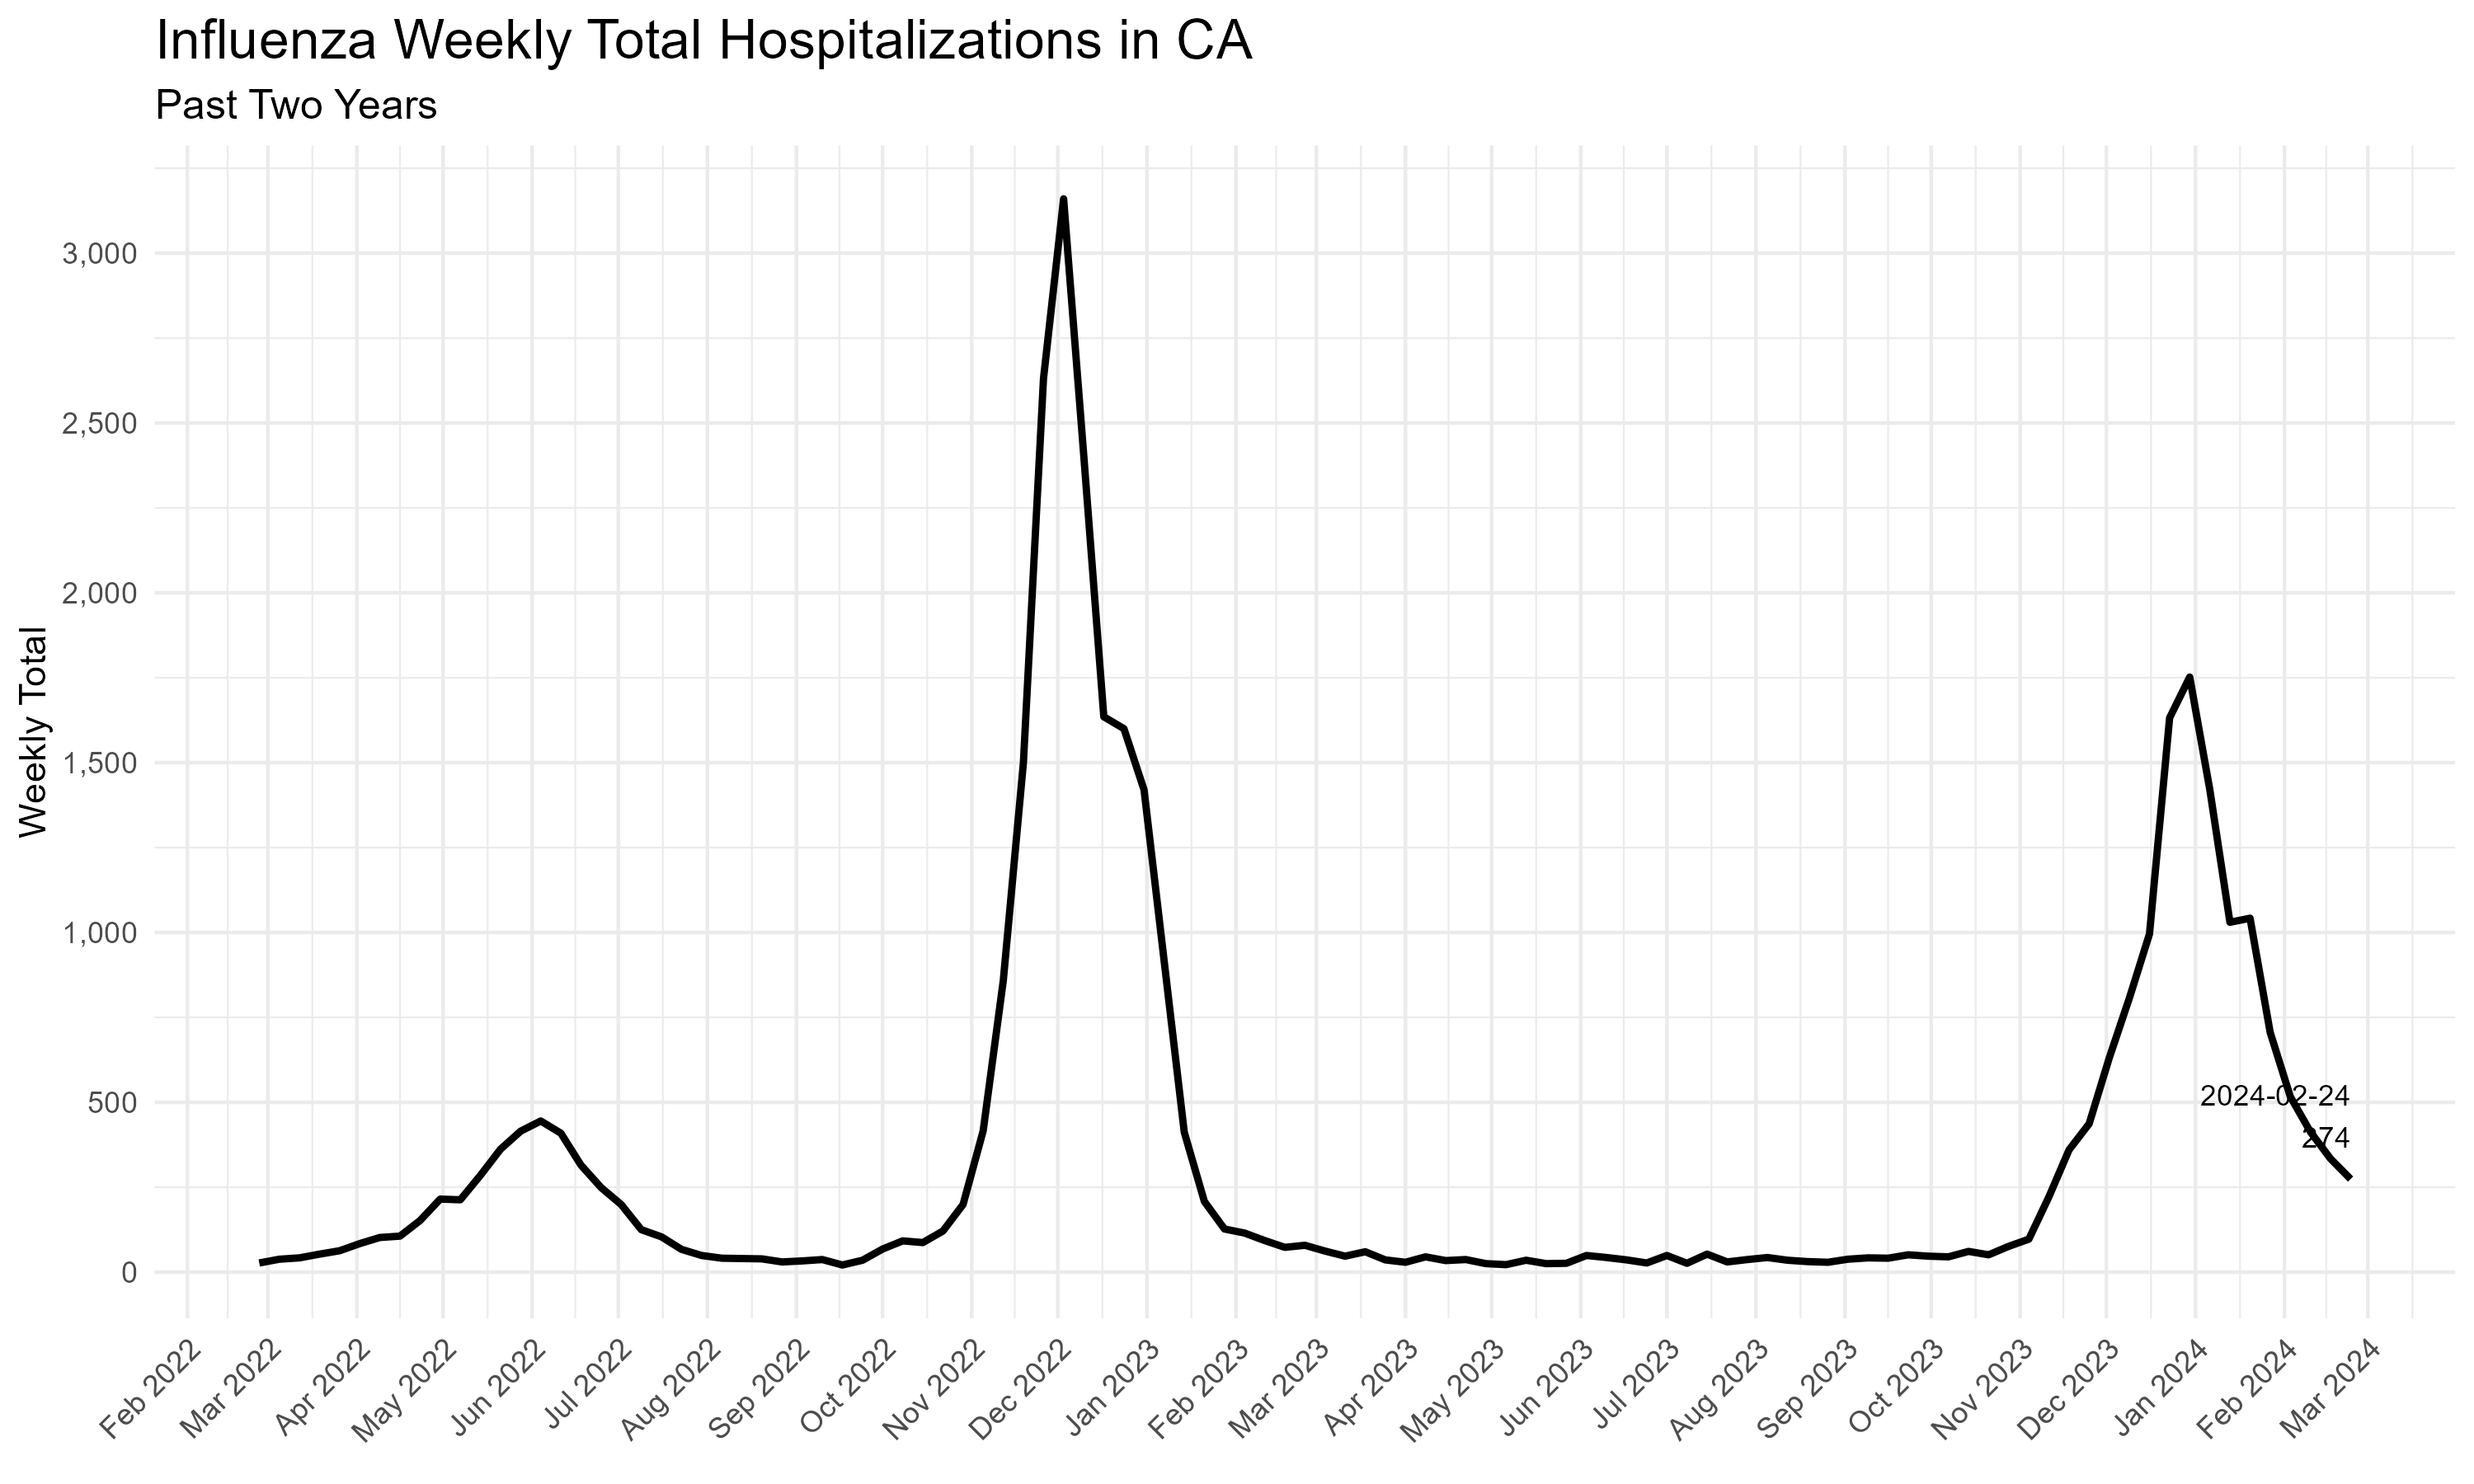 Influenza Weekly Total Hospitalizations in CA
Past Two Years
Weekly Total
3,000
2,500
2,000
1,500
1,000
500
0
2024-02-24
274
Feb 2022
Mar 2022
Apr 2022
May 2022
Jun 2022
Jul 2022
Aug 2022
Sep 2022
Oct 2022
Nov 2022
Dec 2022
Jan 2023
Feb 2023
Mar 2023
Apr 2023
May 2023
Jun 2023
Jul 2023
Aug 2023
Sep 2023
Oct 2023
Nov 2023
Dec 2023
Jan 2024
Feb 2024
Mar 2024